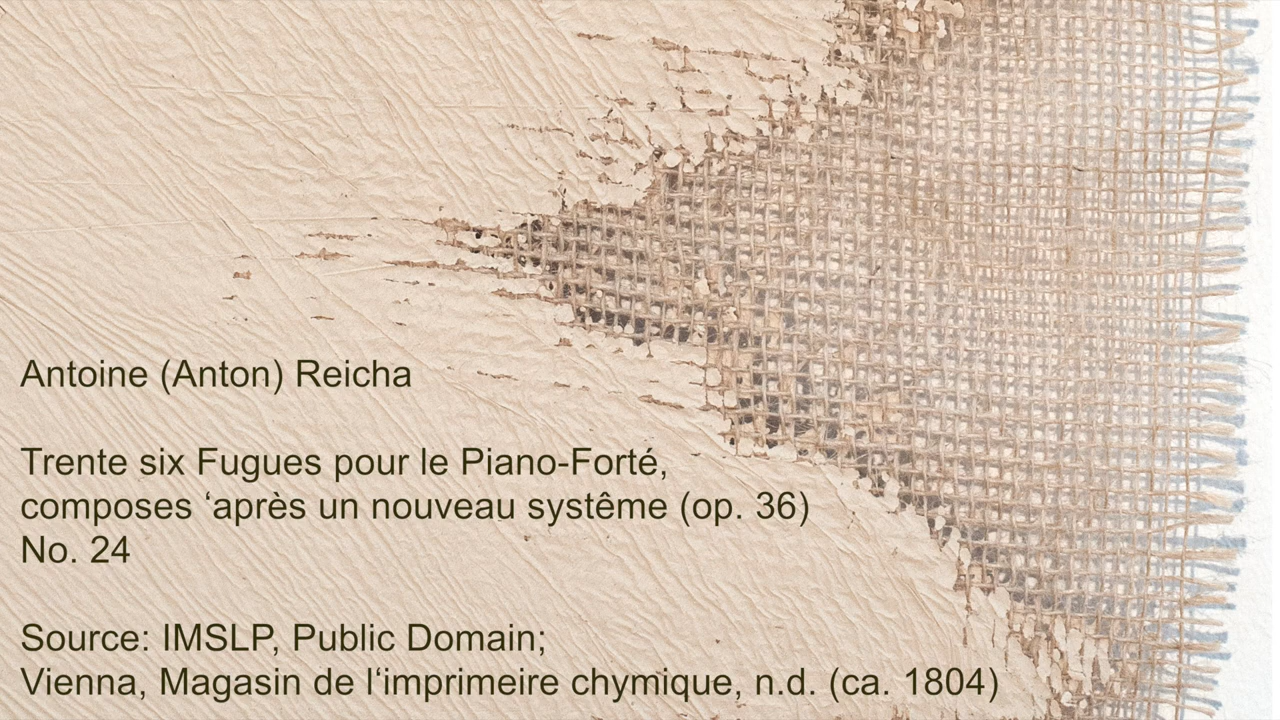 Antoine (Anton) Reicha
Trente six Fugues pour le Piano-Forté,
composes ‘après un nouveau systême (op. 36)
No. 24
Source: IMSLP, Public Domain;
Vienna, Magasin de l‘imprimeire chymique, n.d. (ca. 1804)